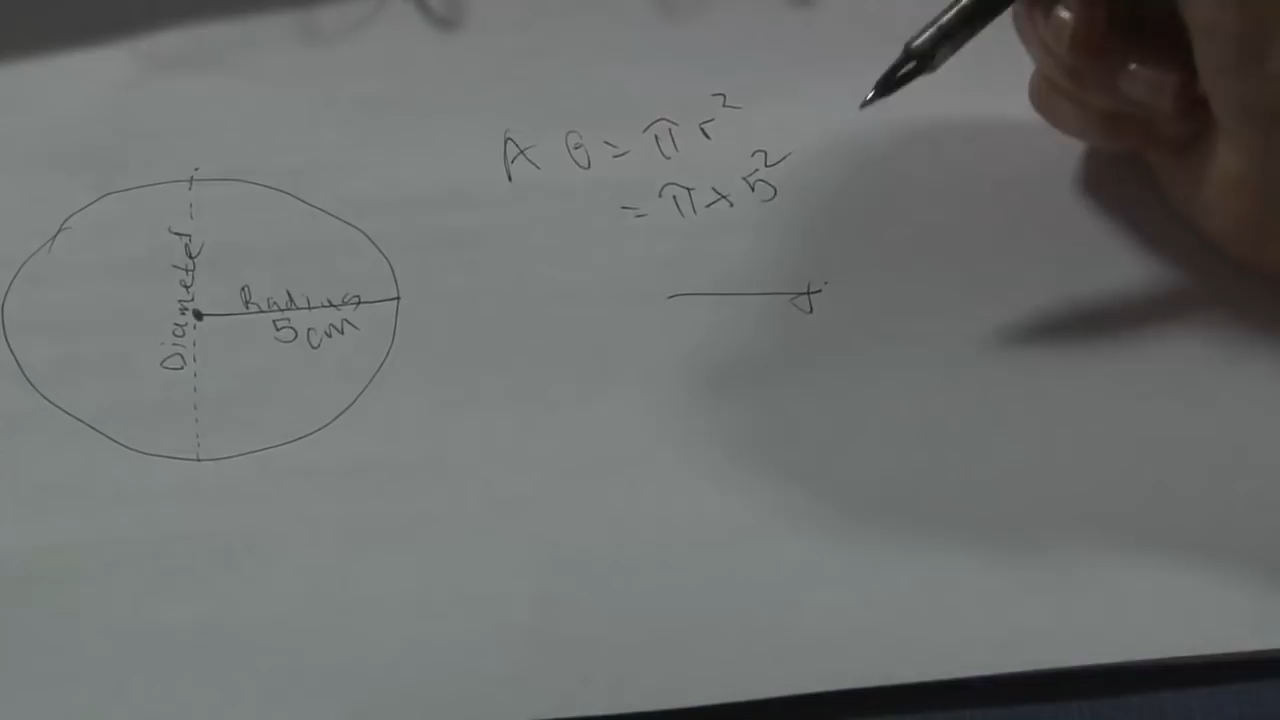 A θ = π r²
= π × 5²
Diameter
Radius
5 cm